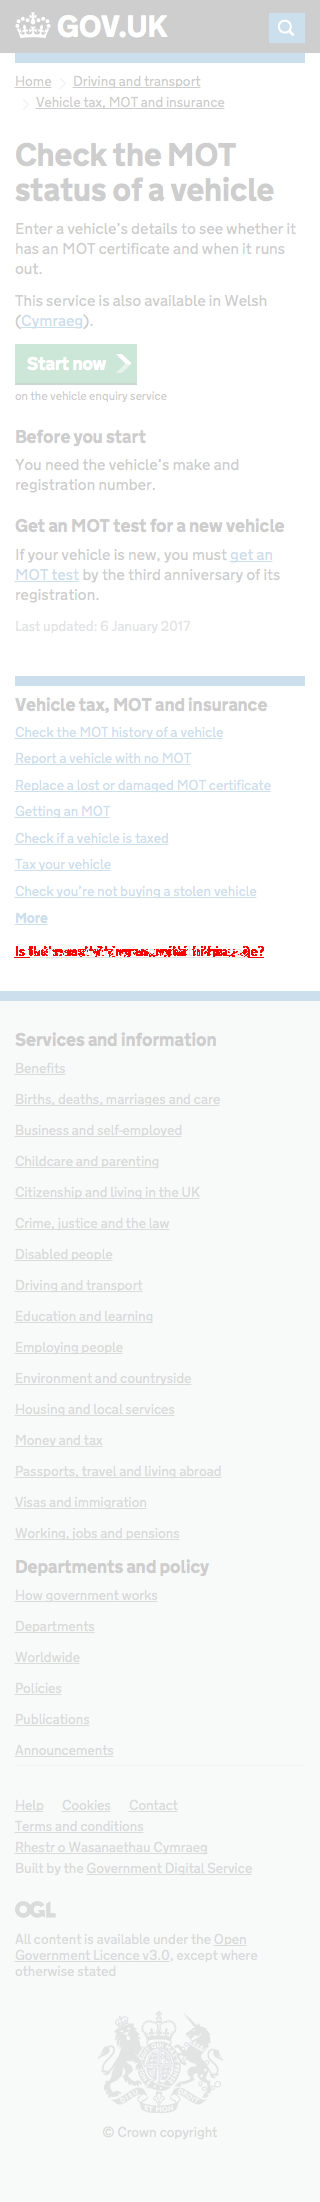 GOV.UK
Home
Driving and transport
Vehicle tax, MOT and insurance
Check the MOT
status of a vehicle
Enter a vehicle's details to see whether it
has an MOT certificate and when it runs
out.
This service is also available in Welsh
(Cymraeg).
Start now
on the vehicle enquiry service
Before you start
You need the vehicle's make and
registration number.
Get an MOT test for a new vehicle
If your vehicle is new, you must get an
MOT test by the third anniversary of its
registration.
Last updated: 6 January 2017
Vehicle tax, MOT and insurance
Check the MOT history of a vehicle
Report a vehicle with no MOT
Replace a lost or damaged MOT certificate
Getting an MOT
Check if a vehicle is taxed
Tax your vehicle
Check you're not buying a stolen vehicle
More
Services and information
Benefits
Births, deaths, marriages and care
Business and self-employed
Childcare and parenting
Citizenship and living in the UK
Crime, justice and the law
Disabled people
Driving and transport
Education and learning
Employing people
Environment and countryside
Housing and local services
Money and tax
Passports, travel and living abroad
Visas and immigration
Working, jobs and pensions
Departments and policy
How government works
Departments
Worldwide
Policies
Publications
Announcements
Help Cookies Contact
Terms and conditions
Rhestr o Wasanaethau Cymraeg
Built by the Government Digital Service
OGL
All content is available under the Open
Government Licence v3.0, except where
otherwise stated
© Crown copyright